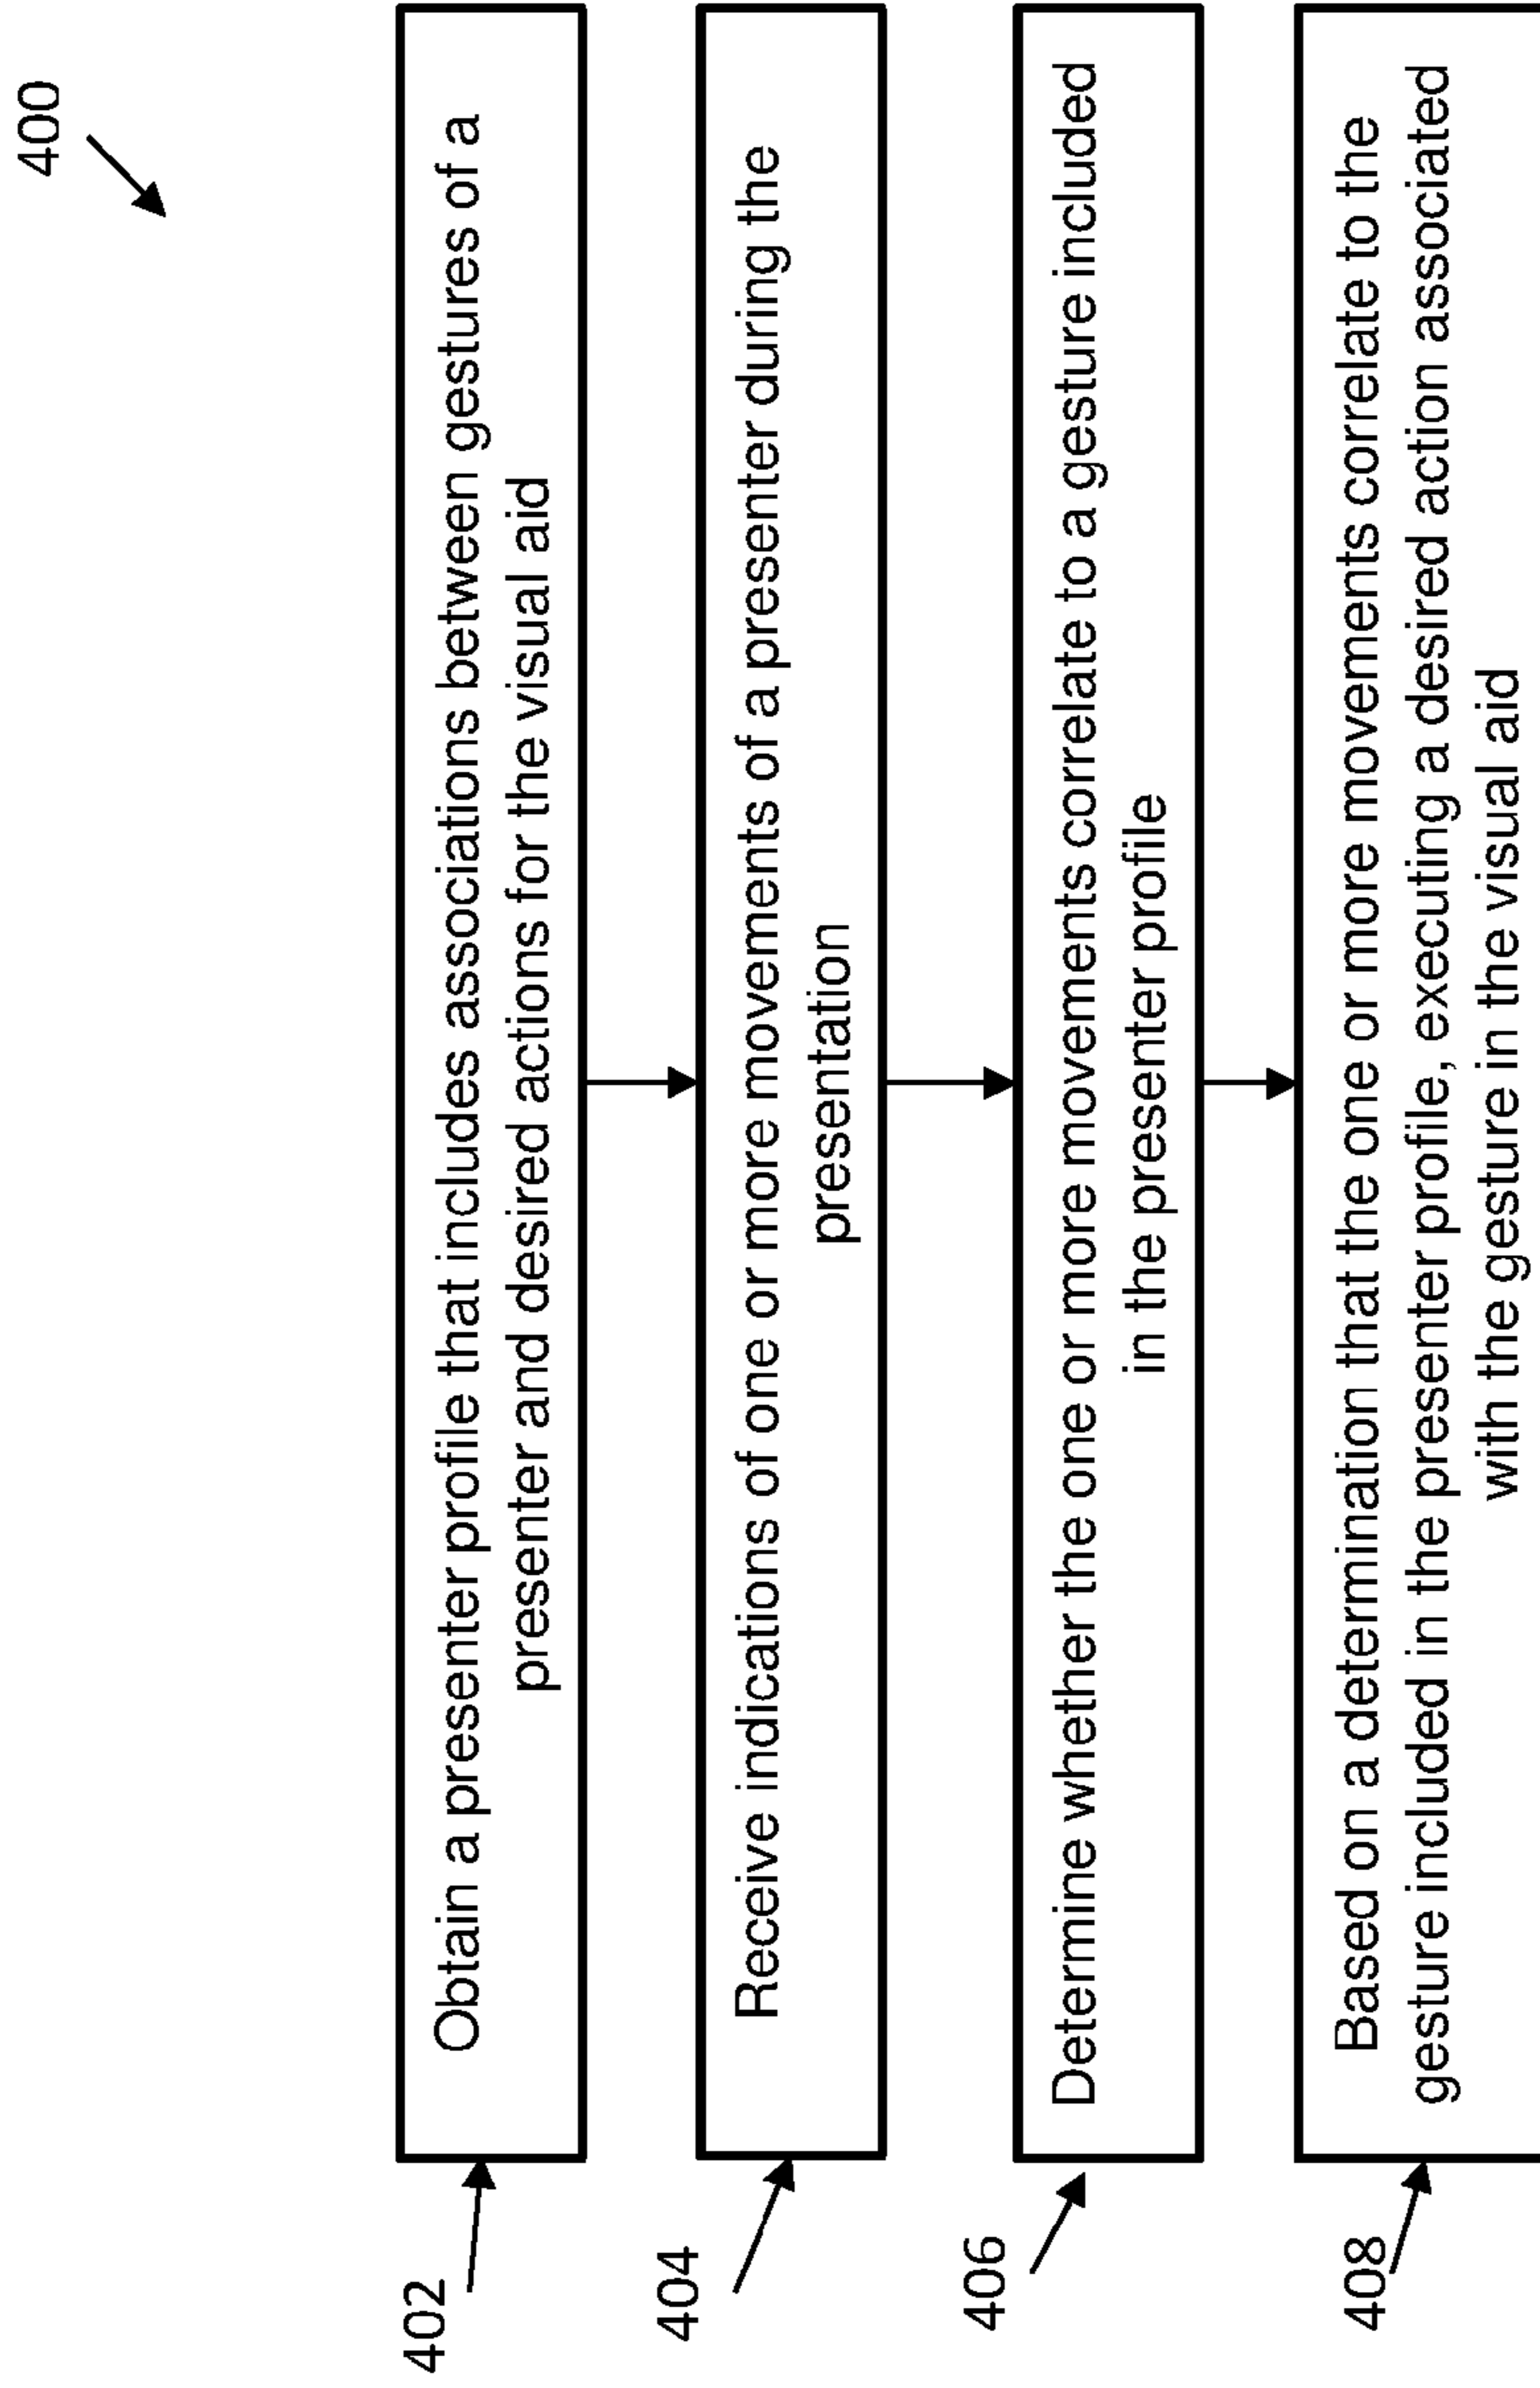 400
402
Obtain a presenter profile that includes associations between gestures of a
presenter and desired actions for the visual aid
404
Receive indications of one or more movements of a presenter during the
presentation
406
Determine whether the one or more movements correlate to a gesture included
in the presenter profile
408
Based on a determination that the one or more movements correlate to the
gesture included in the presenter profile, executing a desired action associated
with the gesture in the visual aid